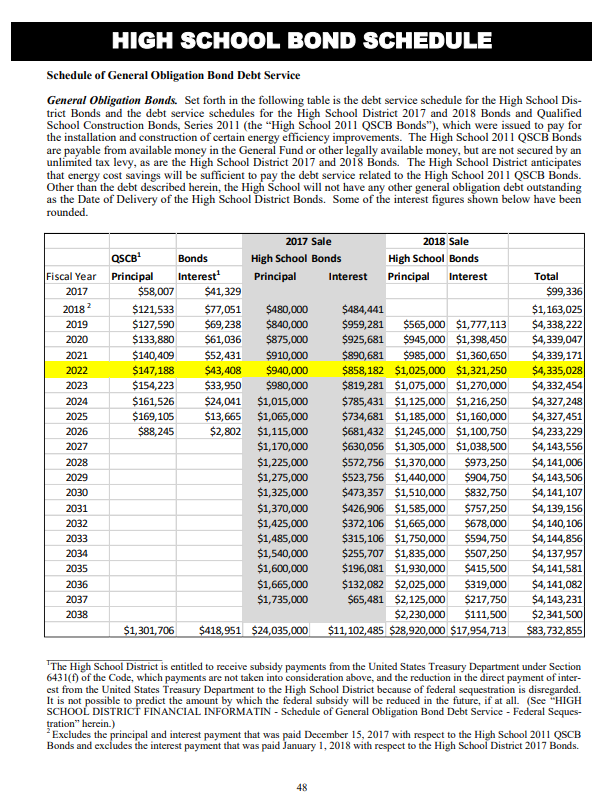 HIGH SCHOOL BOND SCHEDULE
Schedule of General Obligation Bond Debt Service
General Obligation Bonds. Set forth in the following table is the debt service schedule for the High School Dis-
trict Bonds and the debt service schedules for the High School District 2017 and 2018 Bonds and Qualified
School Construction Bonds, Series 2011 (the “High School 2011 QSCB Bonds”), which were issued to pay for
the installation and construction of certain energy efficiency improvements. The High School 2011 QSCB Bonds
are payable from available money in the General Fund or other legally available money, but are not secured by an
unlimited tax levy, as are the High School District 2017 and 2018 Bonds. The High School District anticipates
that energy cost savings will be sufficient to pay the debt service related to the High School 2011 QSCB Bonds.
Other than the debt described herein, the High School will not have any other general obligation debt outstanding
as the Date of Delivery of the High School District Bonds. Some of the interest figures shown below have been
rounded.
2017 Sale 2018 Sale
QSCB¹ Bonds High School Bonds High School Bonds
Fiscal Year Principal Interest¹ Principal Interest Principal Interest Total
2017 $58,007 $41,329 $99,336
2018 ² $121,533 $77,051 $480,000 $484,441 $1,163,025
2019 $127,590 $69,238 $840,000 $959,281 $565,000 $1,777,113 $4,338,222
2020 $133,880 $61,036 $875,000 $925,681 $945,000 $1,398,450 $4,339,047
2021 $140,409 $52,431 $910,000 $890,681 $985,000 $1,360,650 $4,339,171
2022 $147,188 $43,408 $940,000 $858,182 $1,025,000 $1,321,250 $4,335,028
2023 $154,223 $33,950 $980,000 $819,281 $1,075,000 $1,270,000 $4,332,454
2024 $161,526 $24,041 $1,015,000 $785,431 $1,125,000 $1,216,250 $4,327,248
2025 $169,105 $13,665 $1,065,000 $734,681 $1,185,000 $1,160,000 $4,327,451
2026 $88,245 $2,802 $1,115,000 $681,432 $1,245,000 $1,100,750 $4,233,229
2027 $1,170,000 $630,056 $1,305,000 $1,038,500 $4,143,556
2028 $1,225,000 $572,756 $1,370,000 $973,250 $4,141,006
2029 $1,275,000 $523,756 $1,440,000 $904,750 $4,143,506
2030 $1,325,000 $473,357 $1,510,000 $832,750 $4,141,107
2031 $1,370,000 $426,906 $1,585,000 $757,250 $4,139,156
2032 $1,425,000 $372,106 $1,665,000 $678,000 $4,140,106
2033 $1,485,000 $315,106 $1,750,000 $594,750 $4,144,856
2034 $1,540,000 $255,707 $1,835,000 $507,250 $4,137,957
2035 $1,600,000 $196,081 $1,930,000 $415,500 $4,141,581
2036 $1,665,000 $132,082 $2,025,000 $319,000 $4,141,082
2037 $1,735,000 $65,481 $2,125,000 $217,750 $4,143,231
2038 $2,230,000 $111,500 $2,341,500
$1,301,706 $418,951 $24,035,000 $11,102,485 $28,920,000 $17,954,713 $83,732,855
¹The High School District is entitled to receive subsidy payments from the United States Treasury Department under Section
6431(f) of the Code, which payments are not taken into consideration above, and the reduction in the direct payment of inter-
est from the United States Treasury Department to the High School District because of federal sequestration is disregarded.
It is not possible to predict the amount by which the federal subsidy will be reduced in the future, if at all. (See “HIGH
SCHOOL DISTRICT FINANCIAL INFORMATIN - Schedule of General Obligation Bond Debt Service - Federal Seques-
tration” herein.)
² Excludes the principal and interest payment that was paid December 15, 2017 with respect to the High School 2011 QSCB
Bonds and excludes the interest payment that was paid January 1, 2018 with respect to the High School District 2017 Bonds.
48